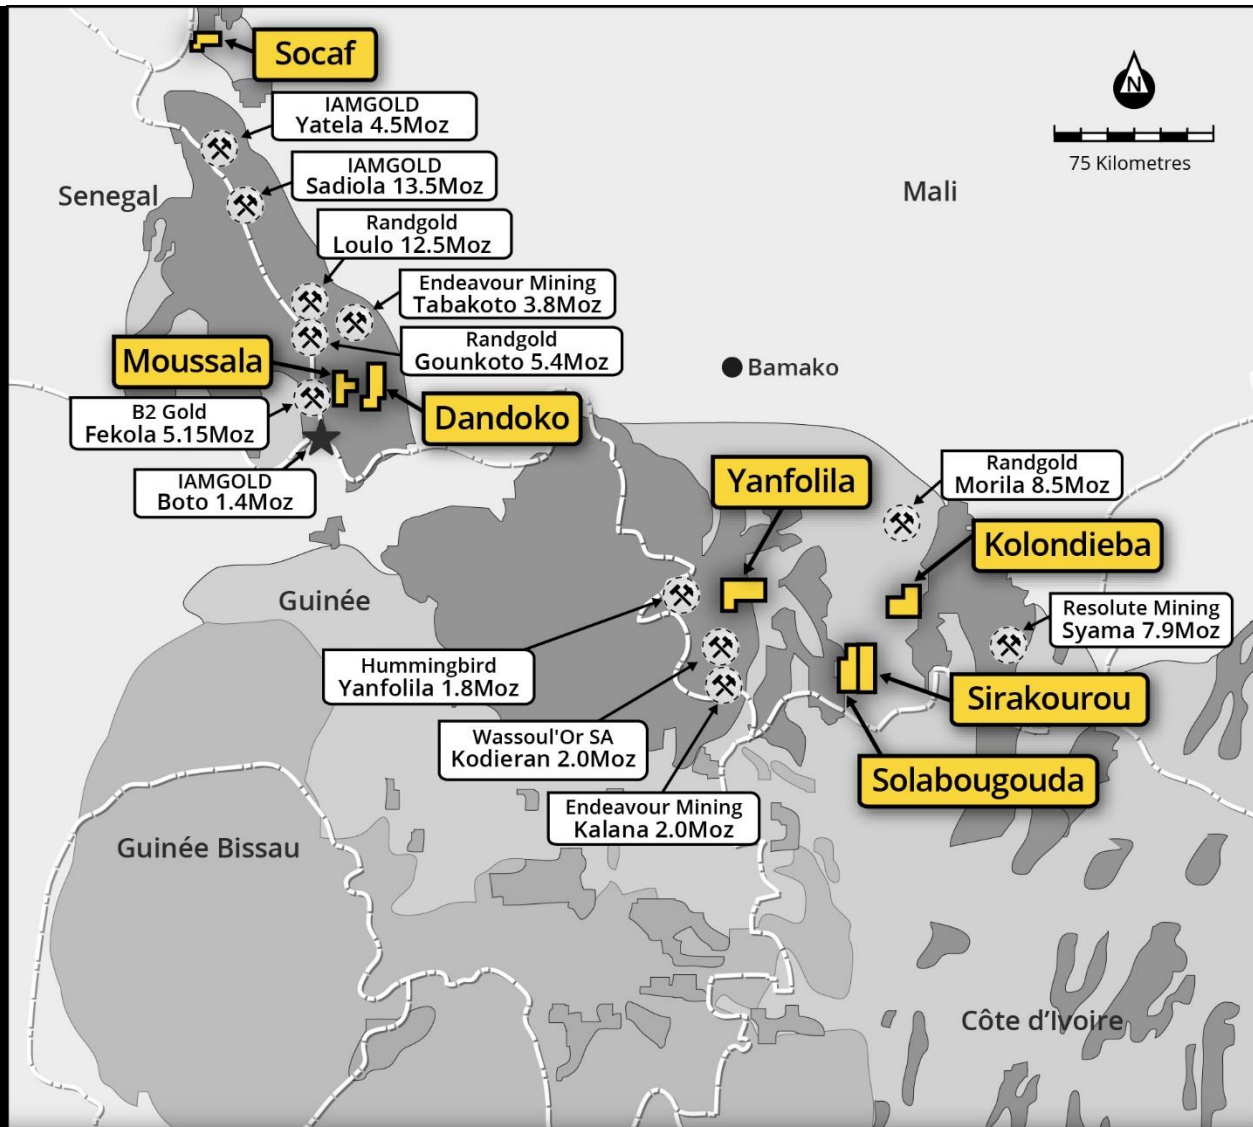 Socaf
N
75 Kilometres
IAMGOLD
Yatela 4.5Moz
IAMGOLD
Sadiola 13.5Moz
Senegal
Mali
Randgold
Loulo 12.5Moz
Endeavour Mining
Tabakoto 3.8Moz
Randgold
Gounkoto 5.4Moz
Moussala
Bamako
Dandoko
B2 Gold
Fekola 5.15Moz
IAMGOLD
Boto 1.4Moz
Yanfolila
Randgold
Morila 8.5Moz
Kolondieba
Guinée
Resolute Mining
Syama 7.9Moz
Hummingbird
Yanfolila 1.8Moz
Sirakourou
Wassoul'Or SA
Kodieran 2.0Moz
Solabougouda
Endeavour Mining
Kalana 2.0Moz
Guinée Bissau
Côte d’Ivoire